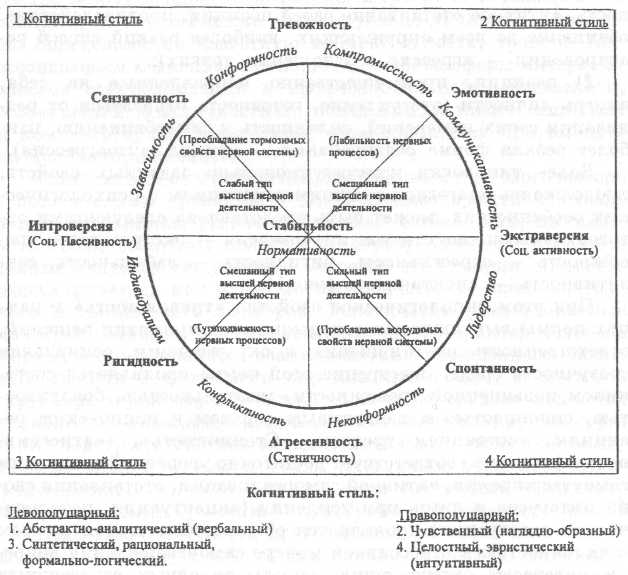 1 Когнитивный стиль
Тревожность
2 Когнитивный стиль
Конформность
Компромиссность
Сензитивность
Эмотивность
Зависимость
Коммуникативность
(Преобладание тормозимых
свойств нервной системы)
(Лабильность нервных
процессов)
Слабый тип
высшей нервной
деятельности
Смешанный тип
высшей нервной
деятельности
Интроверсия
(Соц. Пассивность)
Стабильность
Экстраверсия
(Соц. активность)
Нормативность
Индивидуализм
Лидерство
Смешанный тип
высшей нервной
деятельности
Сильный тип
высшей нервной
деятельности
(Тугоподвижность
нервных процессов)
(Преобладание возбудимых
свойств нервной системы)
Ригидность
Спонтанность
Конфликтность
Неконформность
Агрессивность
(Стеничность)
3 Когнитивный стиль
4 Когнитивный стиль
Когнитивный стиль:
Левополушарный:
1. Абстрактно-аналитический (вербальный)
3. Синтетический, рациональный,
формально-логический.
Правополушарный:
2. Чувственный (наглядно-образный)
4. Целостный, эвристический
(интуитивный)